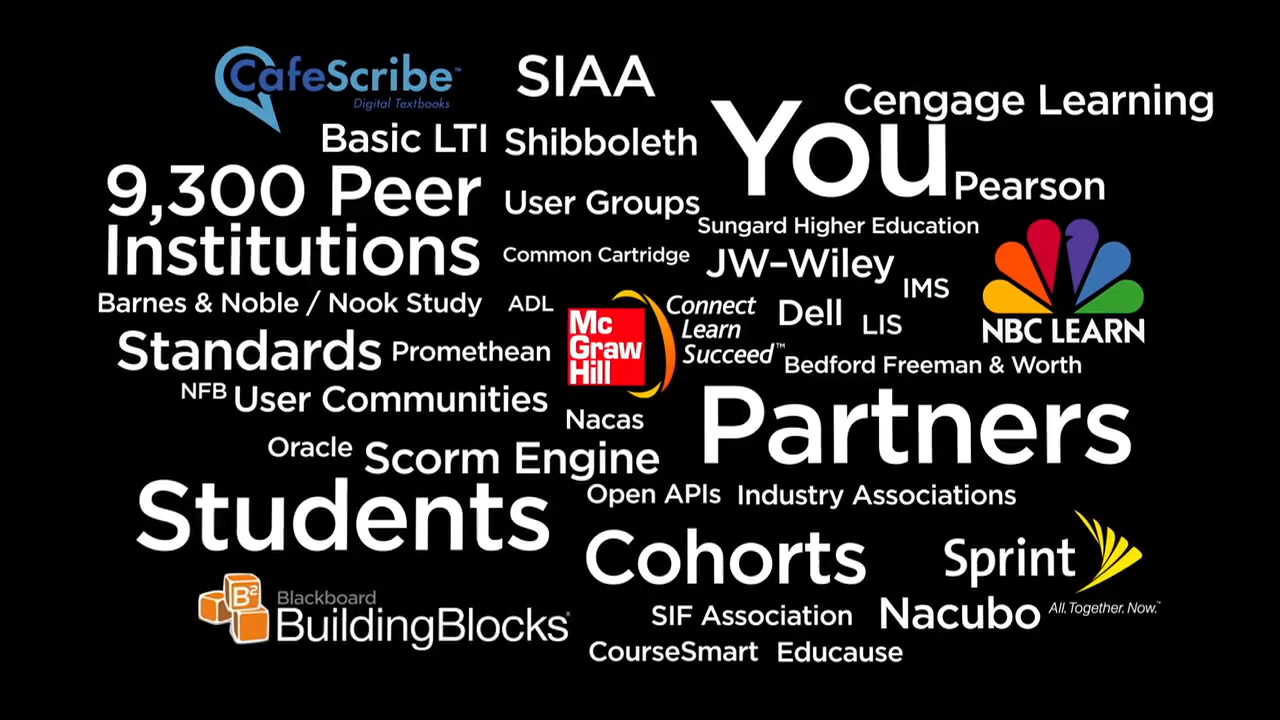 CafeScribe™
Digital Textbooks
SIAA
Cengage Learning
You
Basic LTI
Shibboleth
9,300 Peer
Institutions
User Groups
Pearson
Sungard Higher Education
Common Cartridge
JW–Wiley
IMS
NBC LEARN
Barnes & Noble / Nook Study
ADL
Mc
Graw
Hill
Connect
Learn
Succeed™
Dell
LIS
Standards
Promethean
Bedford Freeman & Worth
NFB
User Communities
Nacas
Partners
Oracle
Scorm Engine
Students
Open APIs
Industry Associations
Cohorts
Sprint
All. Together. Now.™
B²
Blackboard
BuildingBlocks®
SIF Association
Nacubo
CourseSmart
Educause